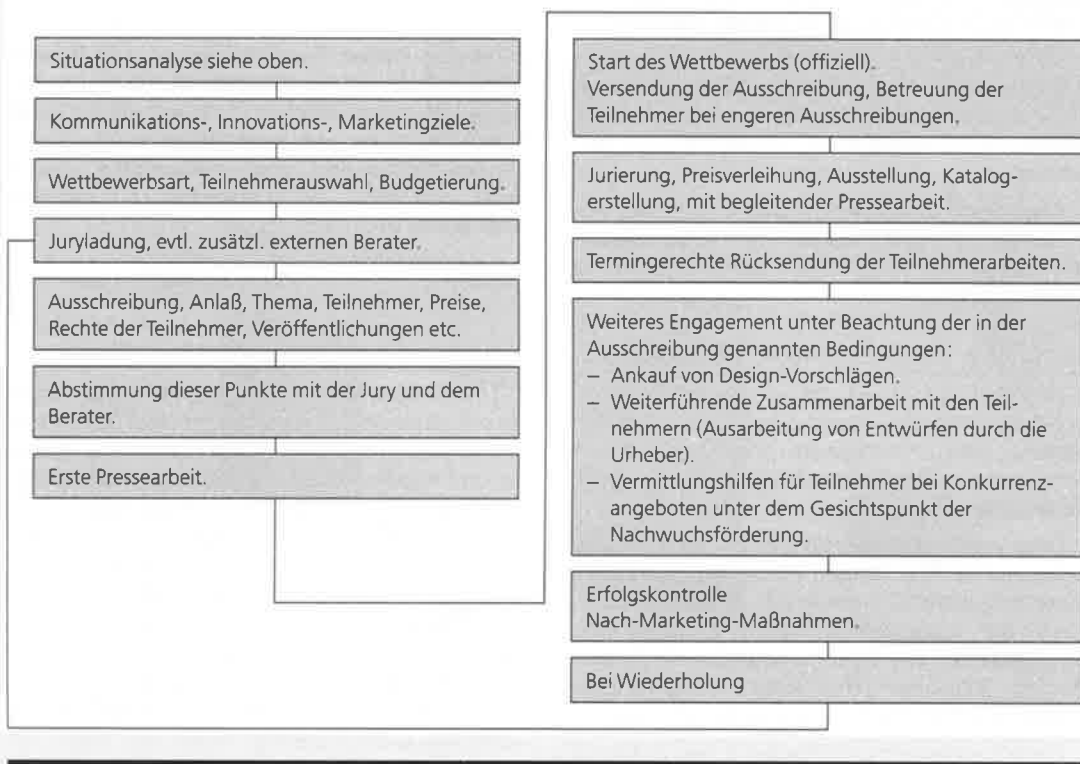 Situationsanalyse siehe oben.
Kommunikations-, Innovations-, Marketingziele.
Wettbewerbsart, Teilnehmerauswahl, Budgetierung.
Juryladung, evtl. zusätzl. externen Berater.
Ausschreibung, Anlaß, Thema, Teilnehmer, Preise,
Rechte der Teilnehmer, Veröffentlichungen etc.
Abstimmung dieser Punkte mit der Jury und dem
Berater.
Erste Pressearbeit.
Start des Wettbewerbs (offiziell).
Versendung der Ausschreibung, Betreuung der
Teilnehmer bei engeren Ausschreibungen.
Jurierung, Preisverleihung, Ausstellung, Katalog-
erstellung, mit begleitender Pressearbeit.
Termingerechte Rücksendung der Teilnehmerarbeiten.
Weiteres Engagement unter Beachtung der in der
Ausschreibung genannten Bedingungen:
– Ankauf von Design-Vorschlägen.
– Weiterführende Zusammenarbeit mit den Teil-
nehmern (Ausarbeitung von Entwürfen durch die
Urheber).
– Vermittlungshilfen für Teilnehmer bei Konkurrenz-
angeboten unter dem Gesichtspunkt der
Nachwuchsförderung.
Erfolgskontrolle
Nach-Marketing-Maßnahmen.
Bei Wiederholung